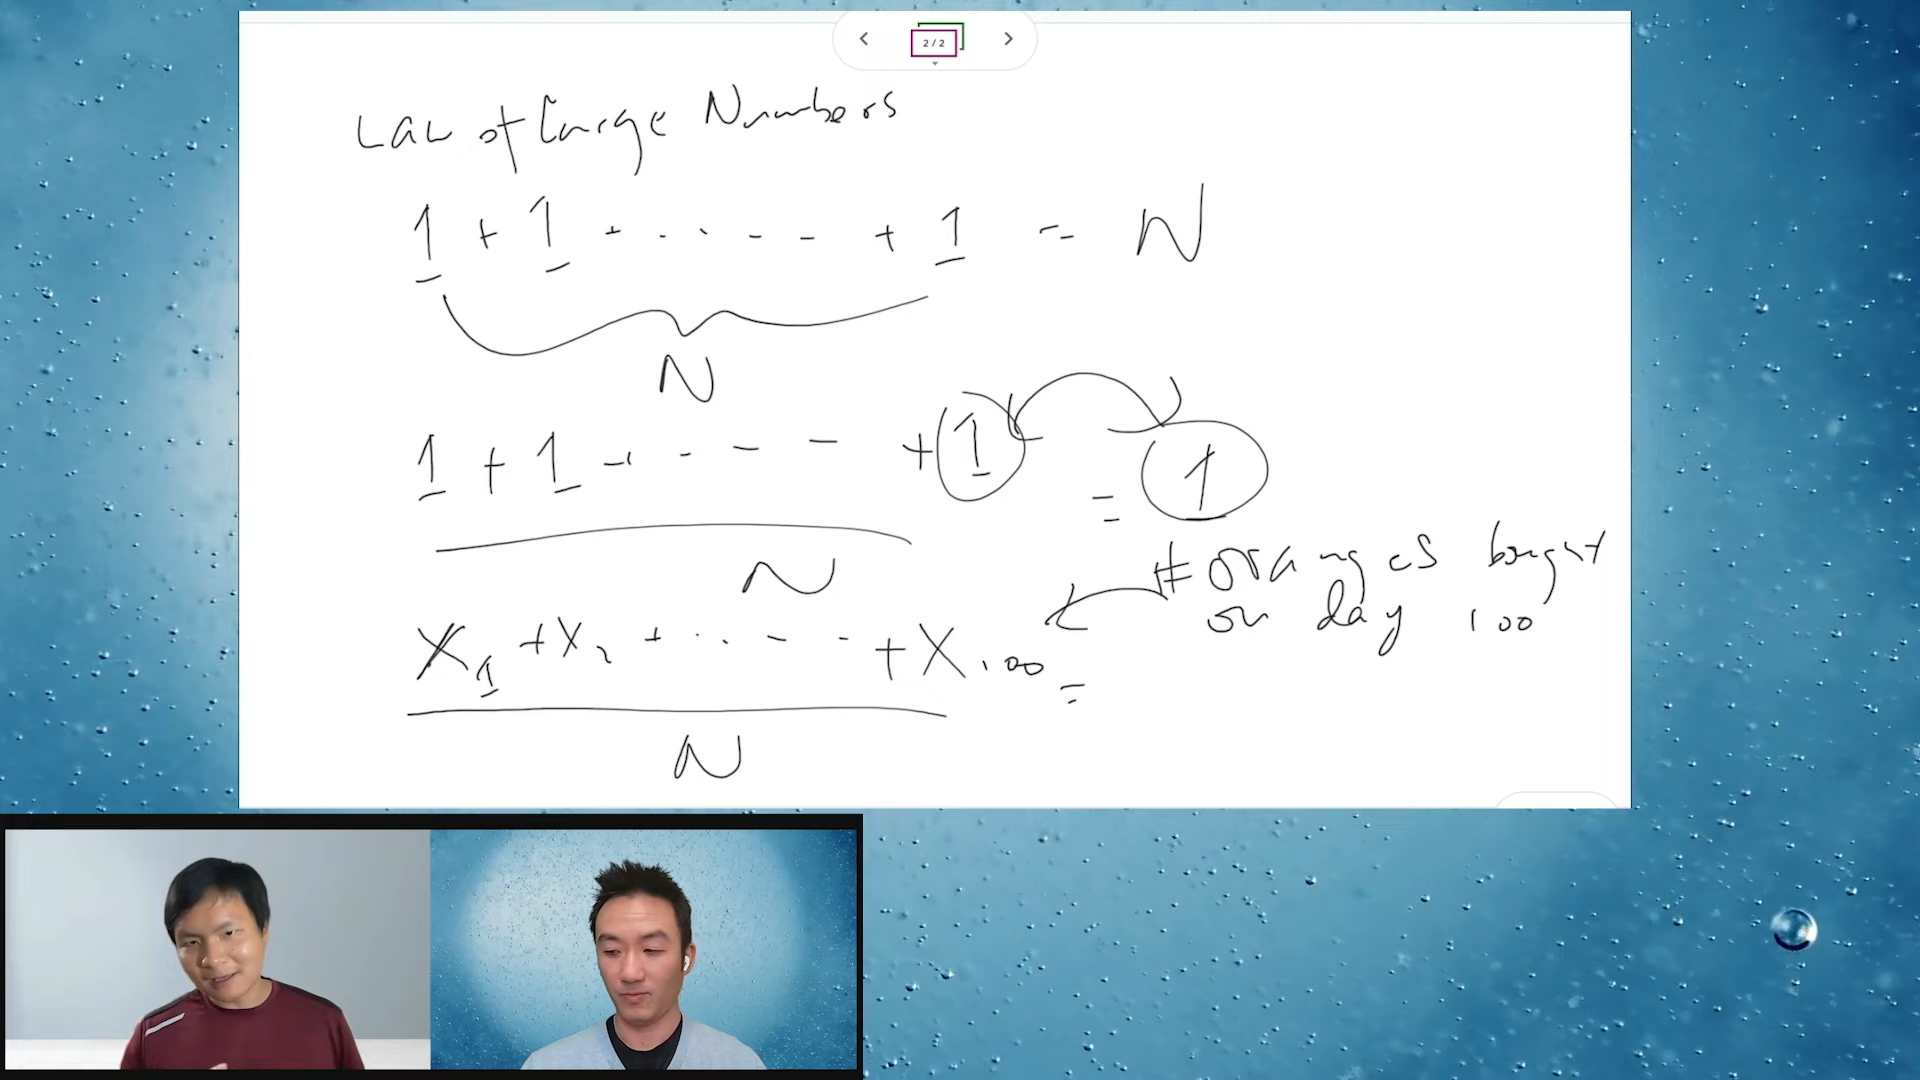 2 / 2
Law of Large Numbers
1 + 1 + . . . - - + 1 = N
N
1 + 1 - - - - + 1 = 1
N
# oranges bought
on day 100
X1 + X2 + . . . - - + X100 =
N